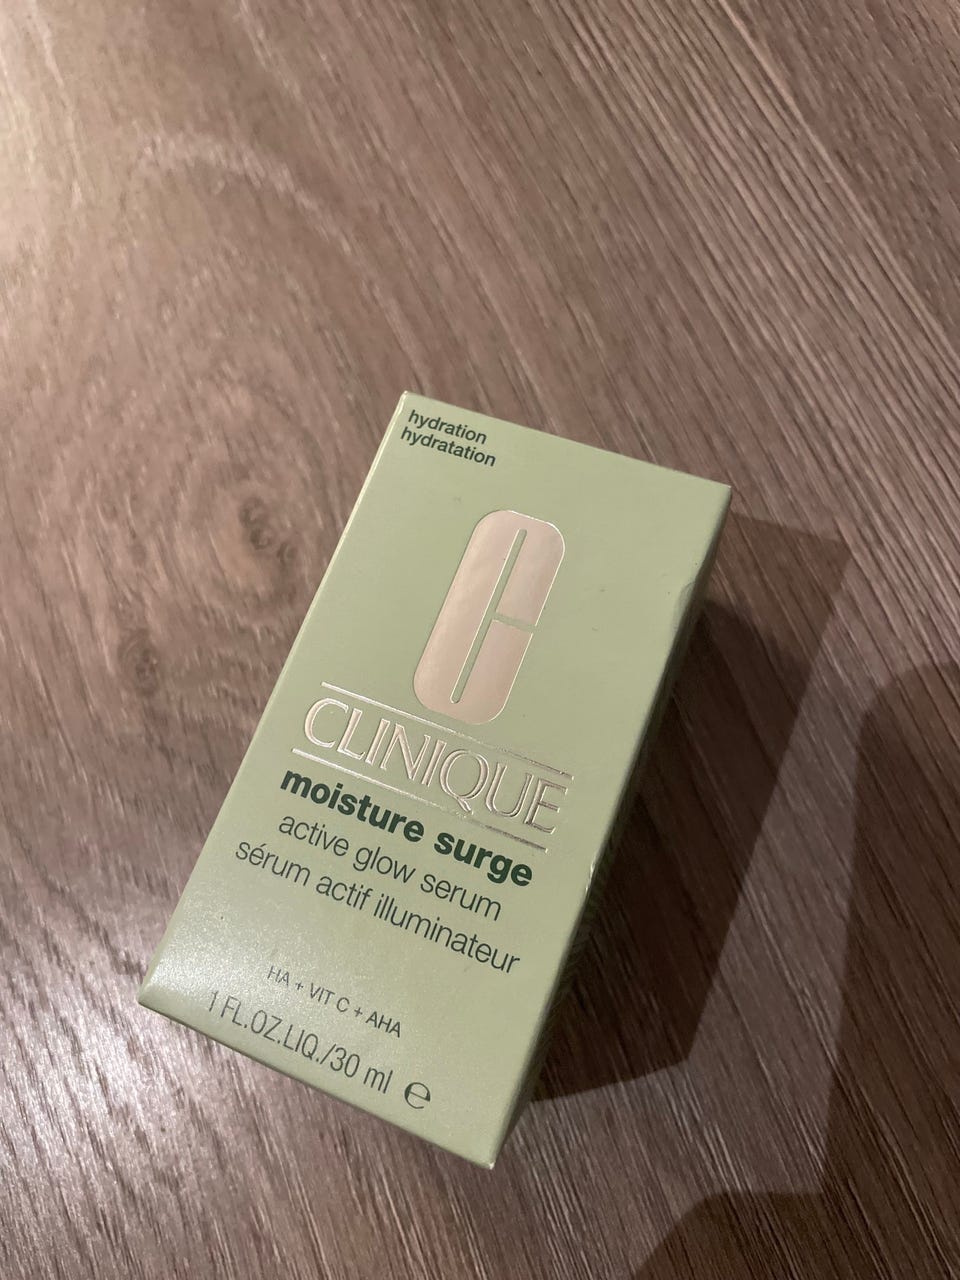 hydration
hydratation
C
CLINIQUE
moisture surge
active glow serum
sérum actif illuminateur
HA + VIT C + AHA
1 FL.OZ.LIQ./30 ml ℮